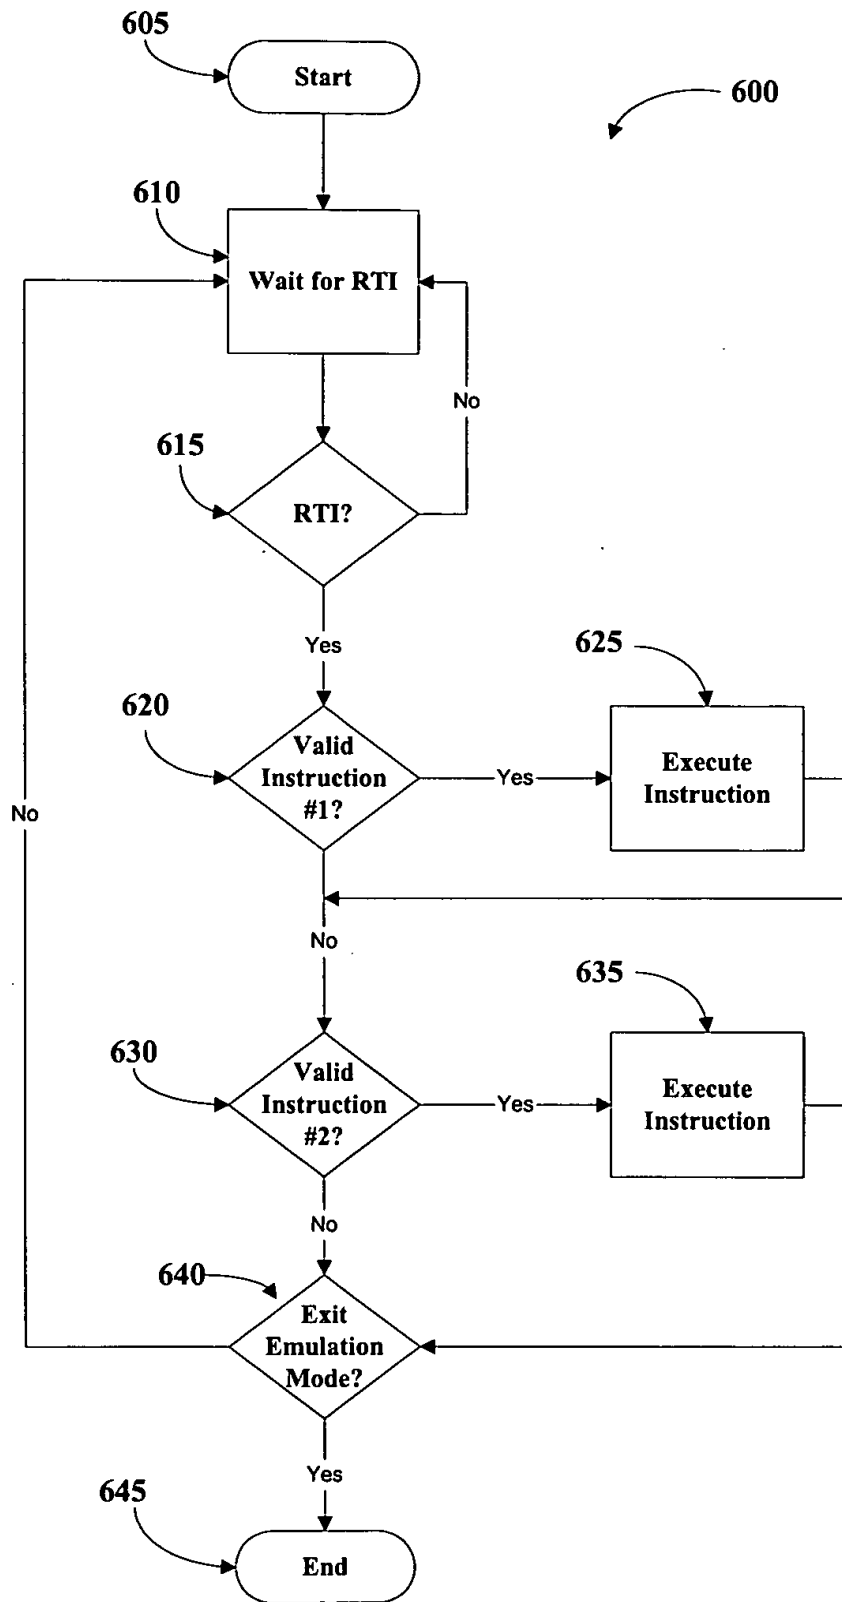 605
Start
600
610
Wait for RTI
No
615
RTI?
Yes
625
620
Valid
Instruction
#1?
Yes
Execute
Instruction
No
No
635
630
Valid
Instruction
#2?
Yes
Execute
Instruction
No
640
Exit
Emulation
Mode?
Yes
645
End